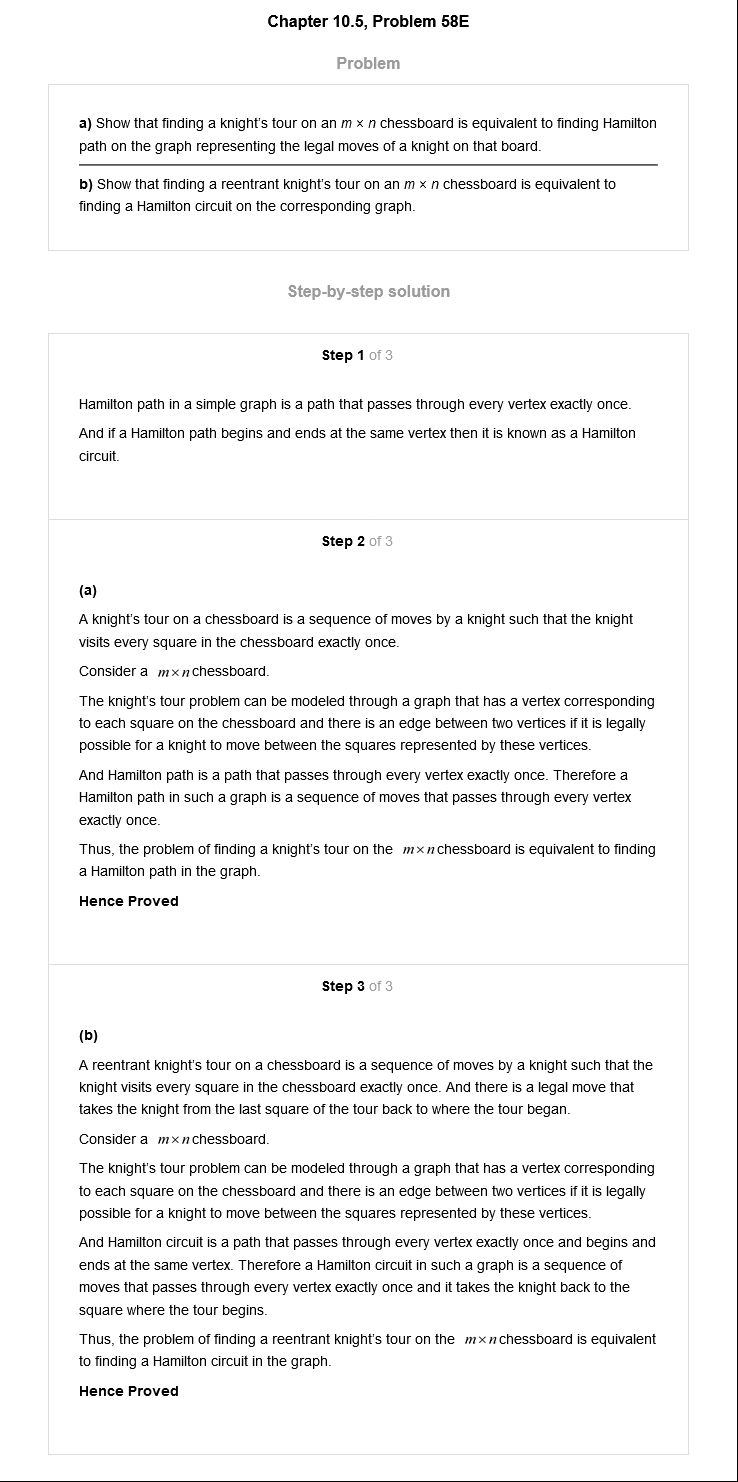 Chapter 10.5, Problem 58E
Problem
a) Show that finding a knight's tour on an m × n chessboard is equivalent to finding Hamilton
path on the graph representing the legal moves of a knight on that board.
b) Show that finding a reentrant knight's tour on an m × n chessboard is equivalent to
finding a Hamilton circuit on the corresponding graph.
Step-by-step solution
Step 1 of 3
Hamilton path in a simple graph is a path that passes through every vertex exactly once.
And if a Hamilton path begins and ends at the same vertex then it is known as a Hamilton
circuit.
Step 2 of 3
(a)
A knight's tour on a chessboard is a sequence of moves by a knight such that the knight
visits every square in the chessboard exactly once.
Consider a m×n chessboard.
The knight's tour problem can be modeled through a graph that has a vertex corresponding
to each square on the chessboard and there is an edge between two vertices if it is legally
possible for a knight to move between the squares represented by these vertices.
And Hamilton path is a path that passes through every vertex exactly once. Therefore a
Hamilton path in such a graph is a sequence of moves that passes through every vertex
exactly once.
Thus, the problem of finding a knight's tour on the m×n chessboard is equivalent to finding
a Hamilton path in the graph.
Hence Proved
Step 3 of 3
(b)
A reentrant knight's tour on a chessboard is a sequence of moves by a knight such that the
knight visits every square in the chessboard exactly once. And there is a legal move that
takes the knight from the last square of the tour back to where the tour began.
Consider a m×n chessboard.
The knight's tour problem can be modeled through a graph that has a vertex corresponding
to each square on the chessboard and there is an edge between two vertices if it is legally
possible for a knight to move between the squares represented by these vertices.
And Hamilton circuit is a path that passes through every vertex exactly once and begins and
ends at the same vertex. Therefore a Hamilton circuit in such a graph is a sequence of
moves that passes through every vertex exactly once and it takes the knight back to the
square where the tour begins.
Thus, the problem of finding a reentrant knight's tour on the m×n chessboard is equivalent
to finding a Hamilton circuit in the graph.
Hence Proved